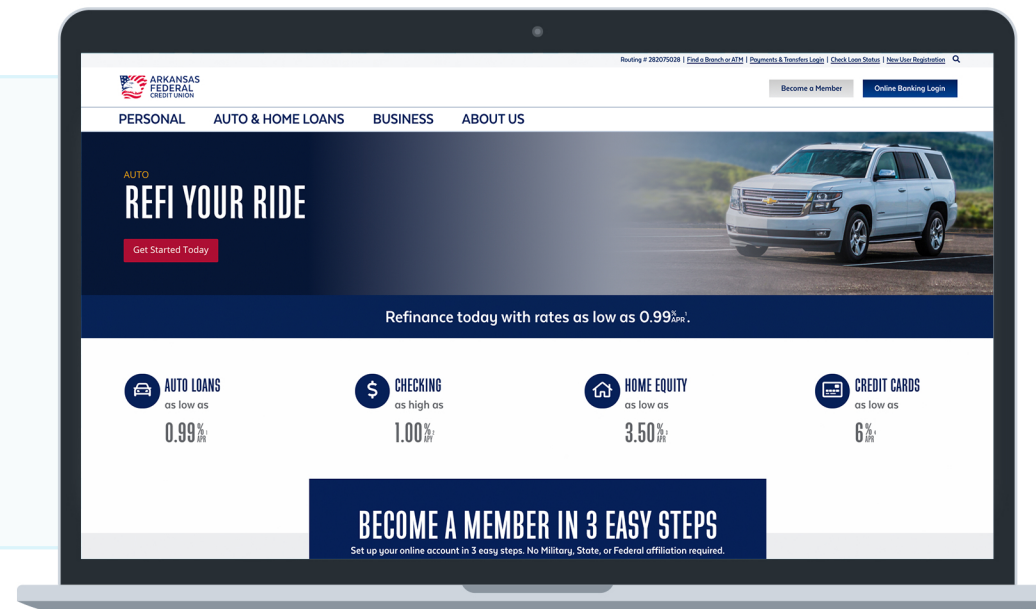 Routing # 282075028 | Find a Branch or ATM | Payments & Transfers Login | Check Loan Status | New User Registration
ARKANSAS
FEDERAL
CREDIT UNION
Become a Member
Online Banking Login
PERSONAL AUTO & HOME LOANS BUSINESS ABOUT US
AUTO
REFI YOUR RIDE
Get Started Today
Refinance today with rates as low as 0.99% APR¹.
AUTO LOANS
as low as
0.99% APR 1
CHECKING
as high as
1.00% APY 2
HOME EQUITY
as low as
3.50% APR 3
CREDIT CARDS
as low as
6% APR 4
BECOME A MEMBER IN 3 EASY STEPS
Set up your online account in 3 easy steps. No Military, State, or Federal affiliation required.